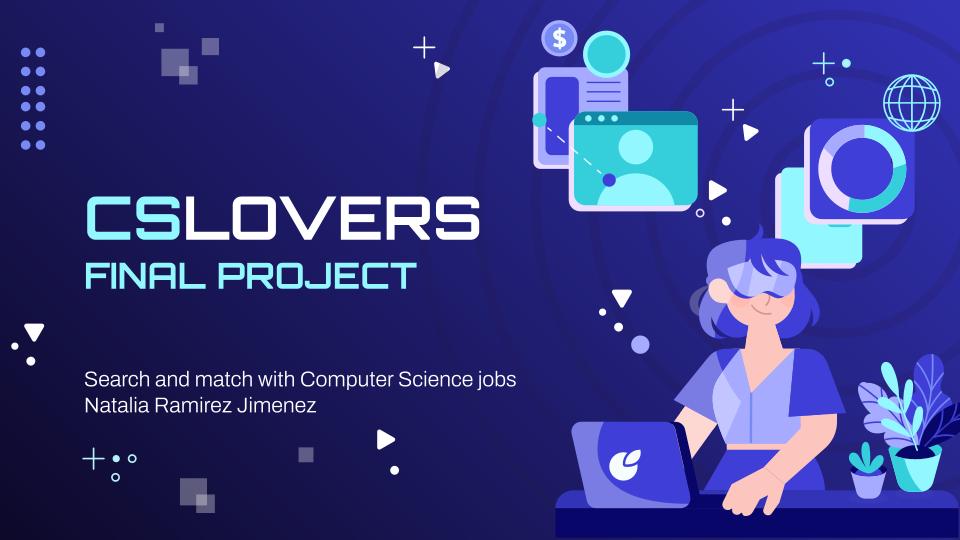 $
CSLOVERS
FINAL PROJECT
Search and match with Computer Science jobs
Natalia Ramirez Jimenez